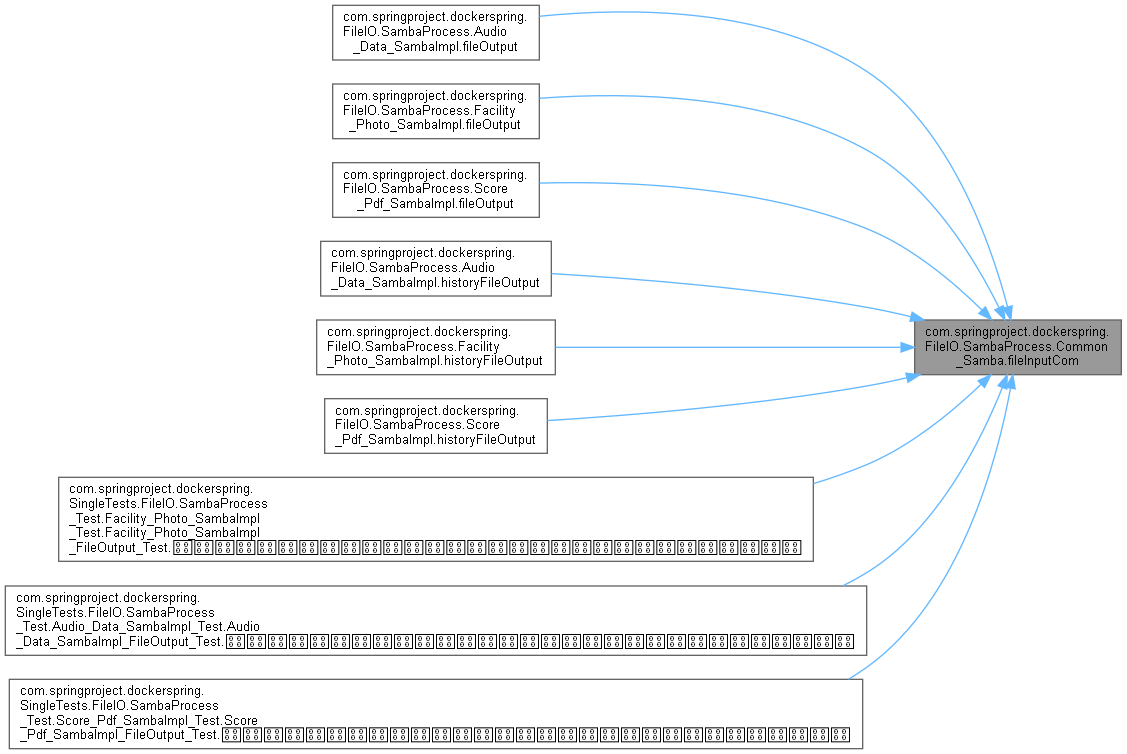 com.springproject.dockerspring.
FileIO.SambaProcess.Audio
_Data_SambaImpl.fileOutput
com.springproject.dockerspring.
FileIO.SambaProcess.Facility
_Photo_SambaImpl.fileOutput
com.springproject.dockerspring.
FileIO.SambaProcess.Score
_Pdf_SambaImpl.fileOutput
com.springproject.dockerspring.
FileIO.SambaProcess.Audio
_Data_SambaImpl.historyFileOutput
com.springproject.dockerspring.
FileIO.SambaProcess.Facility
_Photo_SambaImpl.historyFileOutput
com.springproject.dockerspring.
FileIO.SambaProcess.Common
_Samba.fileInputCom
com.springproject.dockerspring.
FileIO.SambaProcess.Score
_Pdf_SambaImpl.historyFileOutput
com.springproject.dockerspring.
SingleTests.FileIO.SambaProcess
_Test.Facility_Photo_SambaImpl
_Test.Facility_Photo_SambaImpl
_FileOutput_Test.
com.springproject.dockerspring.
SingleTests.FileIO.SambaProcess
_Test.Audio_Data_SambaImpl_Test.Audio
_Data_SambaImpl_FileOutput_Test.
com.springproject.dockerspring.
SingleTests.FileIO.SambaProcess
_Test.Score_Pdf_SambaImpl_Test.Score
_Pdf_SambaImpl_FileOutput_Test.